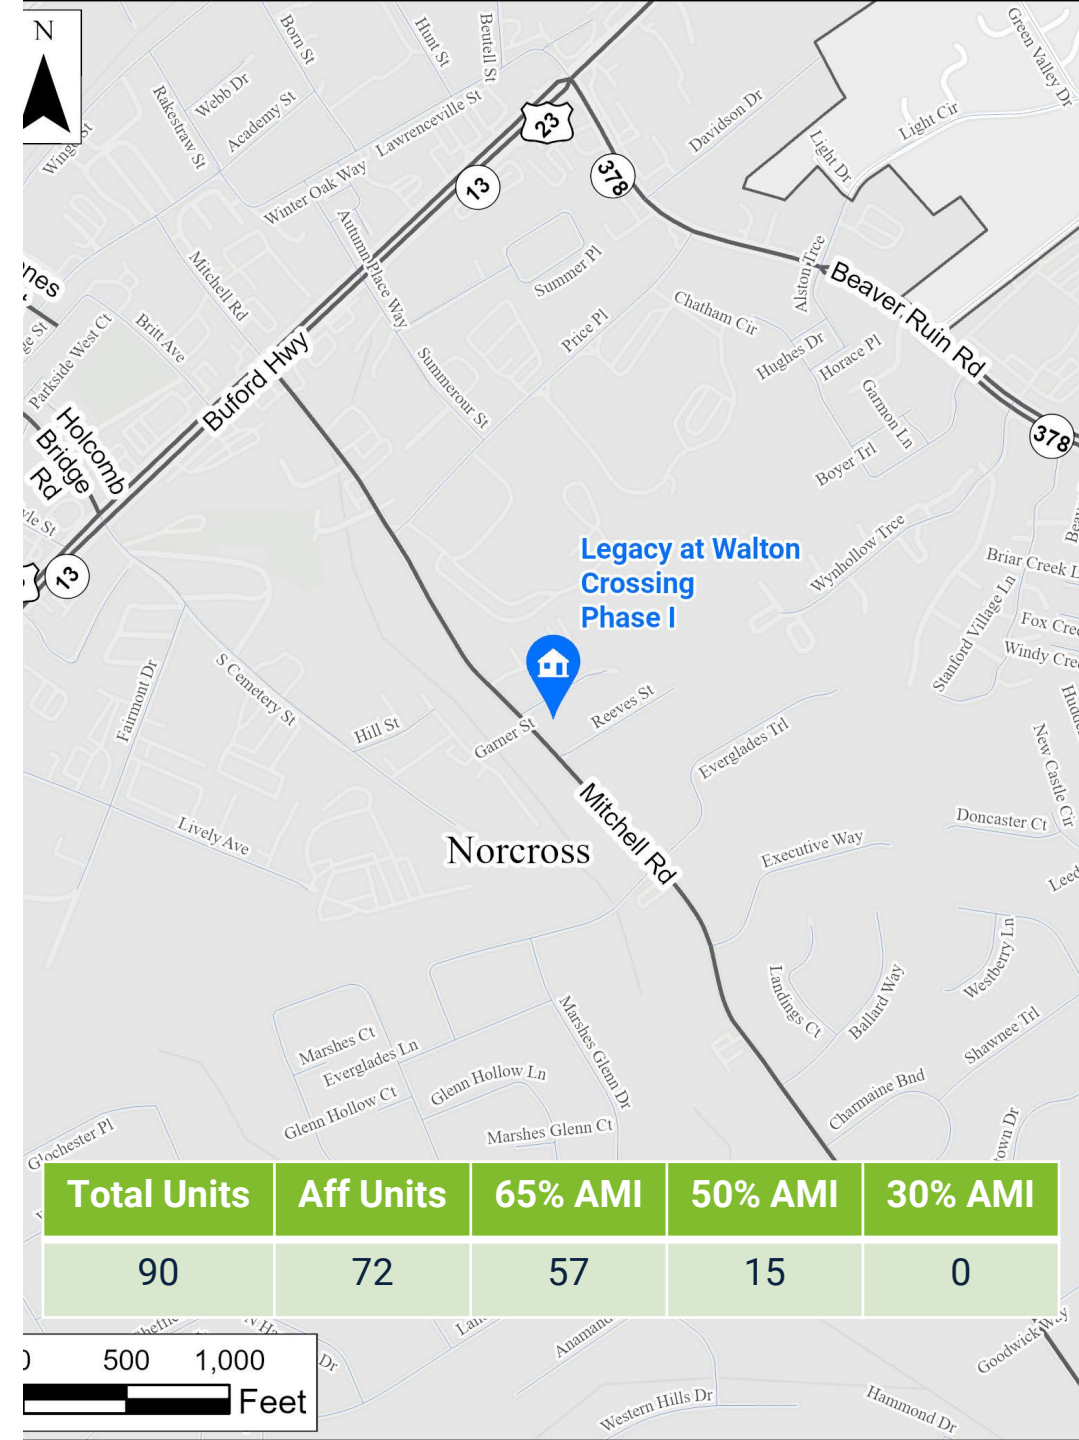 N
Born St
Hunt St
Beutell St
Green Valley Dr
Webb Dr
Rakestraw St
Academy St
Lawrenceville St
23
Davidson Dr
Light Cir
Light Dr
378
13
Winter Oak Way
Autumn Place Way
Mitchell Rd
Summer Pl
Alston Trce
Beaver Ruin Rd
Chatham Cir
Price Pl
Hughes Dr
Horace Pl
Britt Ave
Parkside West Ct
Buford Hwy
Summerour St
Garmon Ln
378
Holcomb
Bridge
Rd
Boyer Trl
13
Legacy at Walton
Crossing
Phase I
Wynhollow Trce
Briar Creek L
Stanford Village Ln
Fox Cree
Windy Cre
Fairmont Dr
S Cemetery St
Hill St
Garner St
Reeves St
Everglades Trl
New Castle Cir
Mitchell Rd
Lively Ave
Norcross
Executive Way
Doncaster Ct
Westberry Ln
Landings Ct
Ballard Way
Shawnee Trl
Marshes Ct
Everglades Ln
Marshes Glenn Dr
Glenn Hollow Ln
Glenn Hollow Ct
Charmaine Bnd
Marshes Glenn Ct
Glochester Pl
town Dr
Total Units Aff Units 65% AMI 50% AMI 30% AMI
90 72 57 15 0
Dr
Goodwick Way
500 1,000
Feet
Western Hills Dr
Hammond Dr